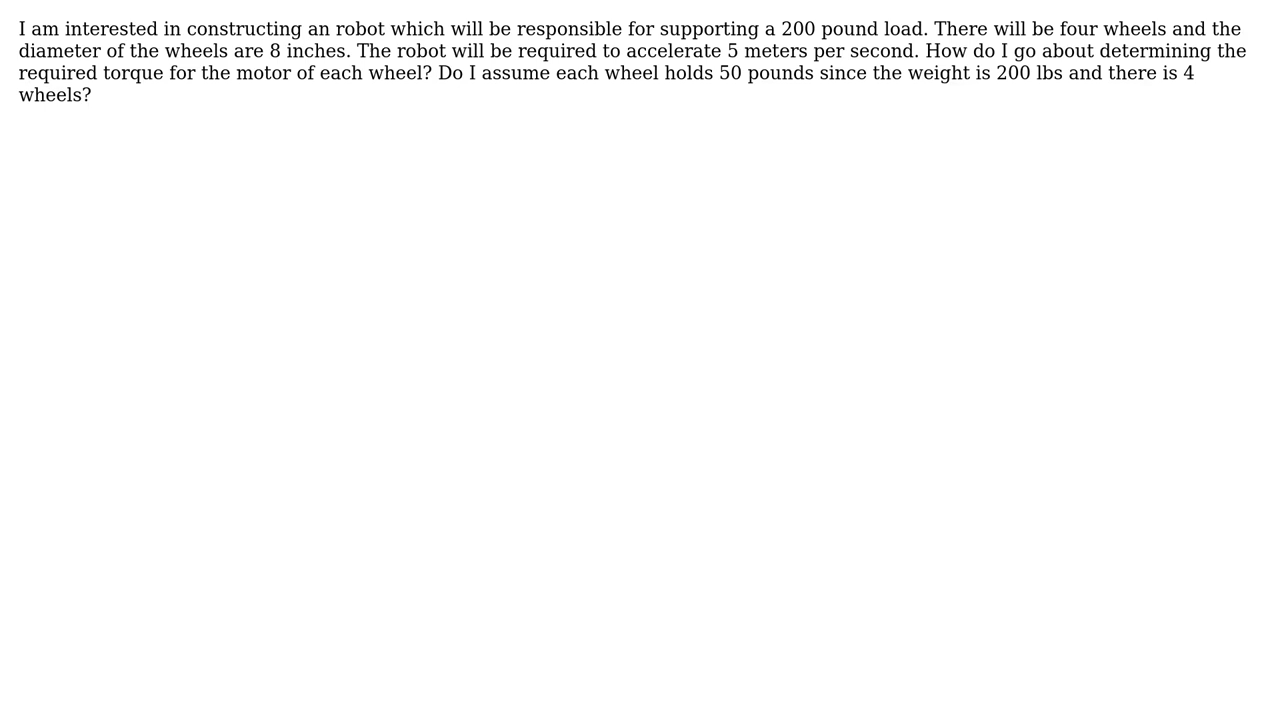 I am interested in constructing an robot which will be responsible for supporting a 200 pound load. There will be four wheels and the
diameter of the wheels are 8 inches. The robot will be required to accelerate 5 meters per second. How do I go about determining the
required torque for the motor of each wheel? Do I assume each wheel holds 50 pounds since the weight is 200 lbs and there is 4
wheels?